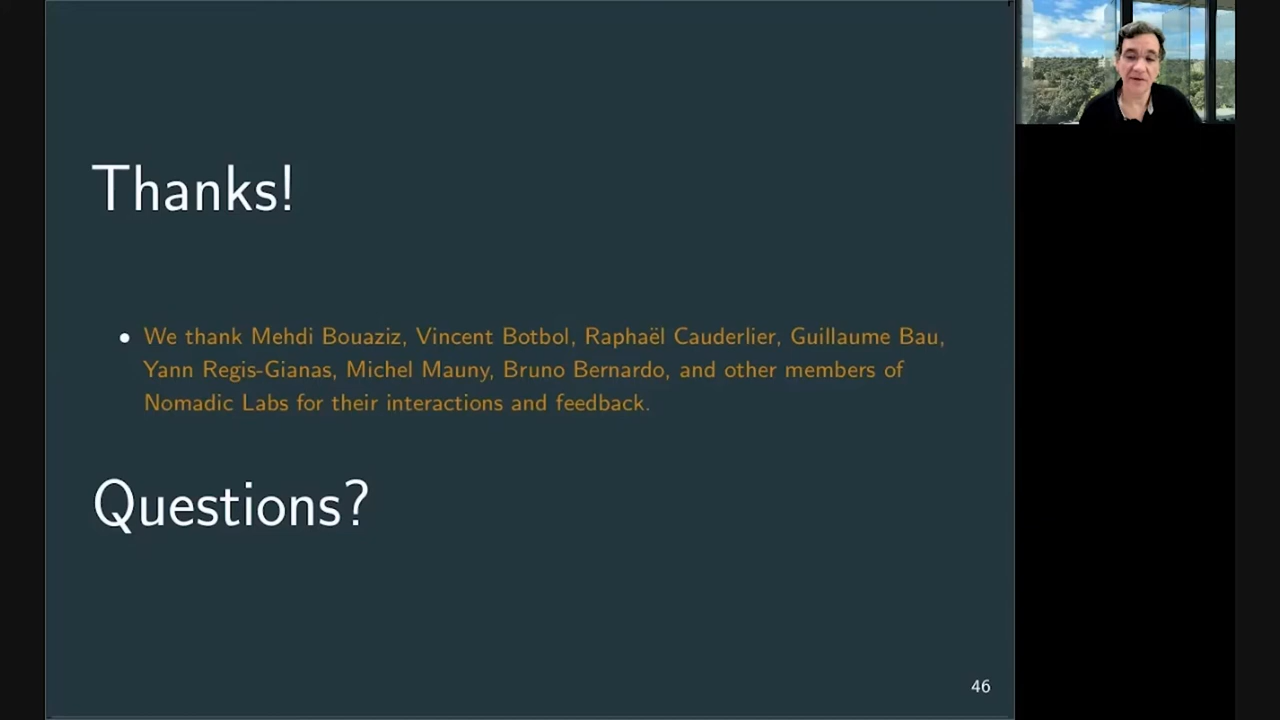 Thanks!
• We thank Mehdi Bouaziz, Vincent Botbol, Raphaël Cauderlier, Guillaume Bau,
Yann Regis-Gianas, Michel Mauny, Bruno Bernardo, and other members of
Nomadic Labs for their interactions and feedback.
Questions?
46